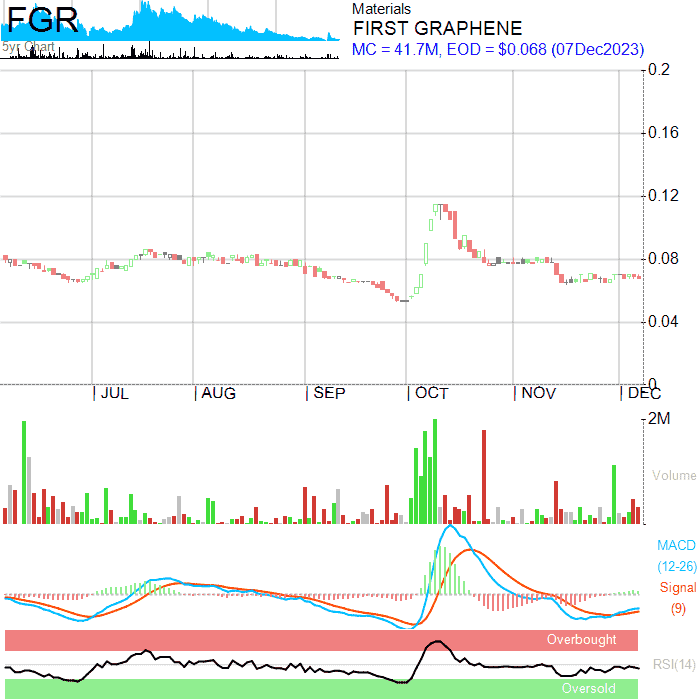 FGR
5yr Chart
Materials
FIRST GRAPHENE
MC = 41.7M, EOD = $0.068 (07Dec2023)
0.2
0.16
0.12
0.08
0.04
0
JUL AUG SEP OCT NOV DEC
2M
Volume
MACD
(12-26)
Signal
(9)
Overbought
RSI(14)
Oversold